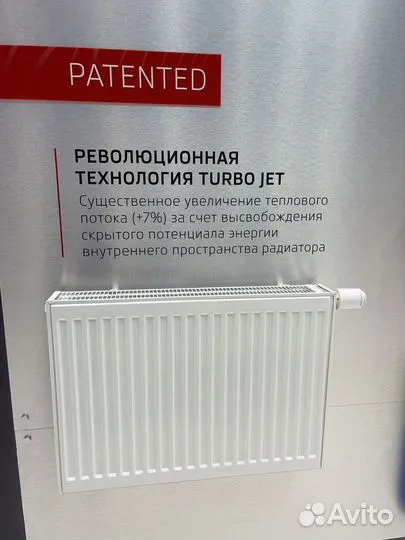 PATENTED
РЕВОЛЮЦИОННАЯ
ТЕХНОЛОГИЯ TURBO JET
Существенное увеличение теплового
потока (+7%) за счет высвобождения
скрытого потенциала энергии
внутреннего пространства радиатора
Avito